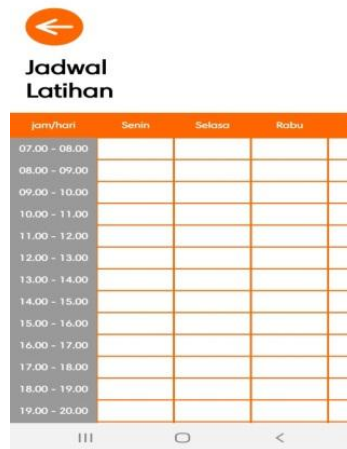 Jadwal
Latihan
jam/hari Senin Selasa Rabu
07.00 - 08.00
08.00 - 09.00
09.00 - 10.00
10.00 - 11.00
11.00 - 12.00
12.00 - 13.00
13.00 - 14.00
14.00 - 15.00
15.00 - 16.00
16.00 - 17.00
17.00 - 18.00
18.00 - 19.00
19.00 - 20.00